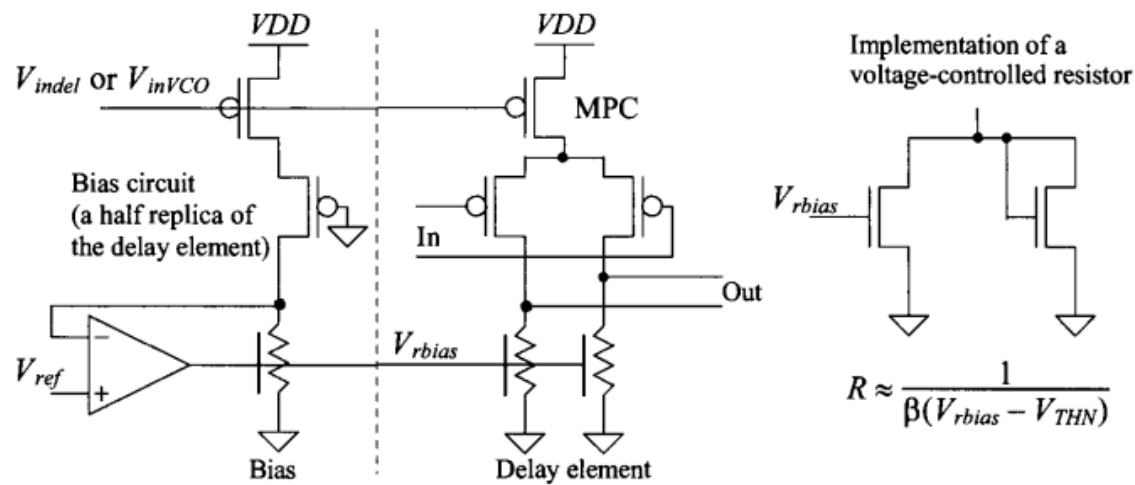 VDD
VDD
Implementation of a
voltage-controlled resistor
V_indel or V_inVCO
MPC
Bias circuit
(a half replica of
the delay element)
V_rbias
In
Out
−
V_ref
+
V_rbias
R ≈ 1 / β(V_rbias − V_THN)
Bias
Delay element